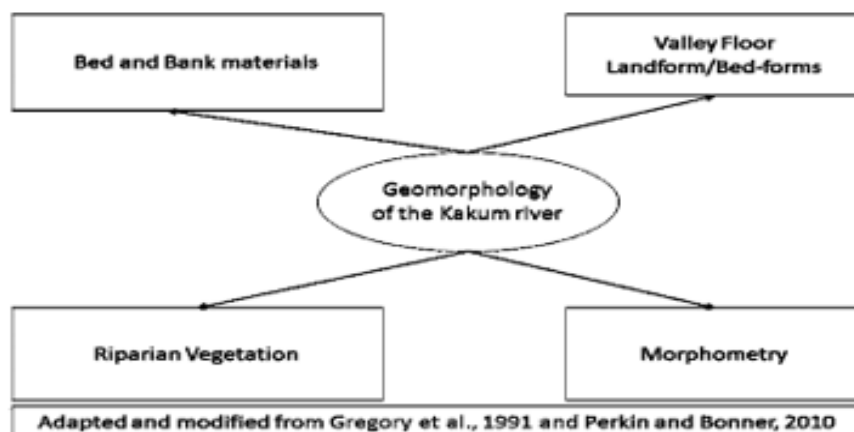 Bed and Bank materials
Valley Floor
Landform/Bed-forms
Geomorphology
of the Kakum river
Riparian Vegetation
Morphometry
Adapted and modified from Gregory et al., 1991 and Perkin and Bonner, 2010